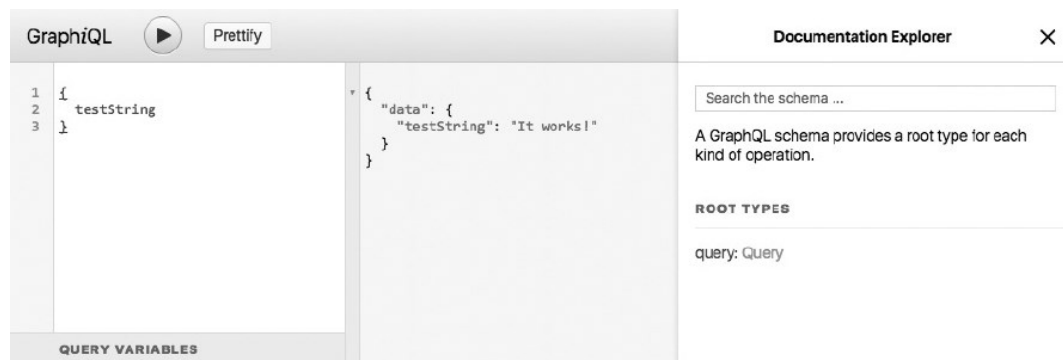 GraphiQL
Prettify
1 {
2 testString
3 }
{
"data": {
"testString": "It works!"
}
}
QUERY VARIABLES
Documentation Explorer
Search the schema ...
A GraphQL schema provides a root type for each
kind of operation.
ROOT TYPES
query: Query